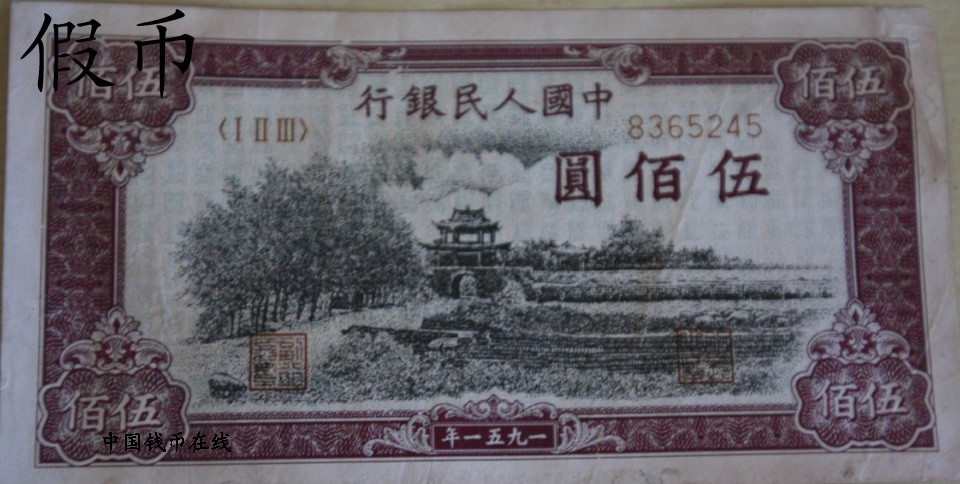 假币
伍佰
伍佰
中國人民銀行
〈I II III〉
8365245
伍佰圓
伍佰
伍佰
一九五一年
中国钱币在线